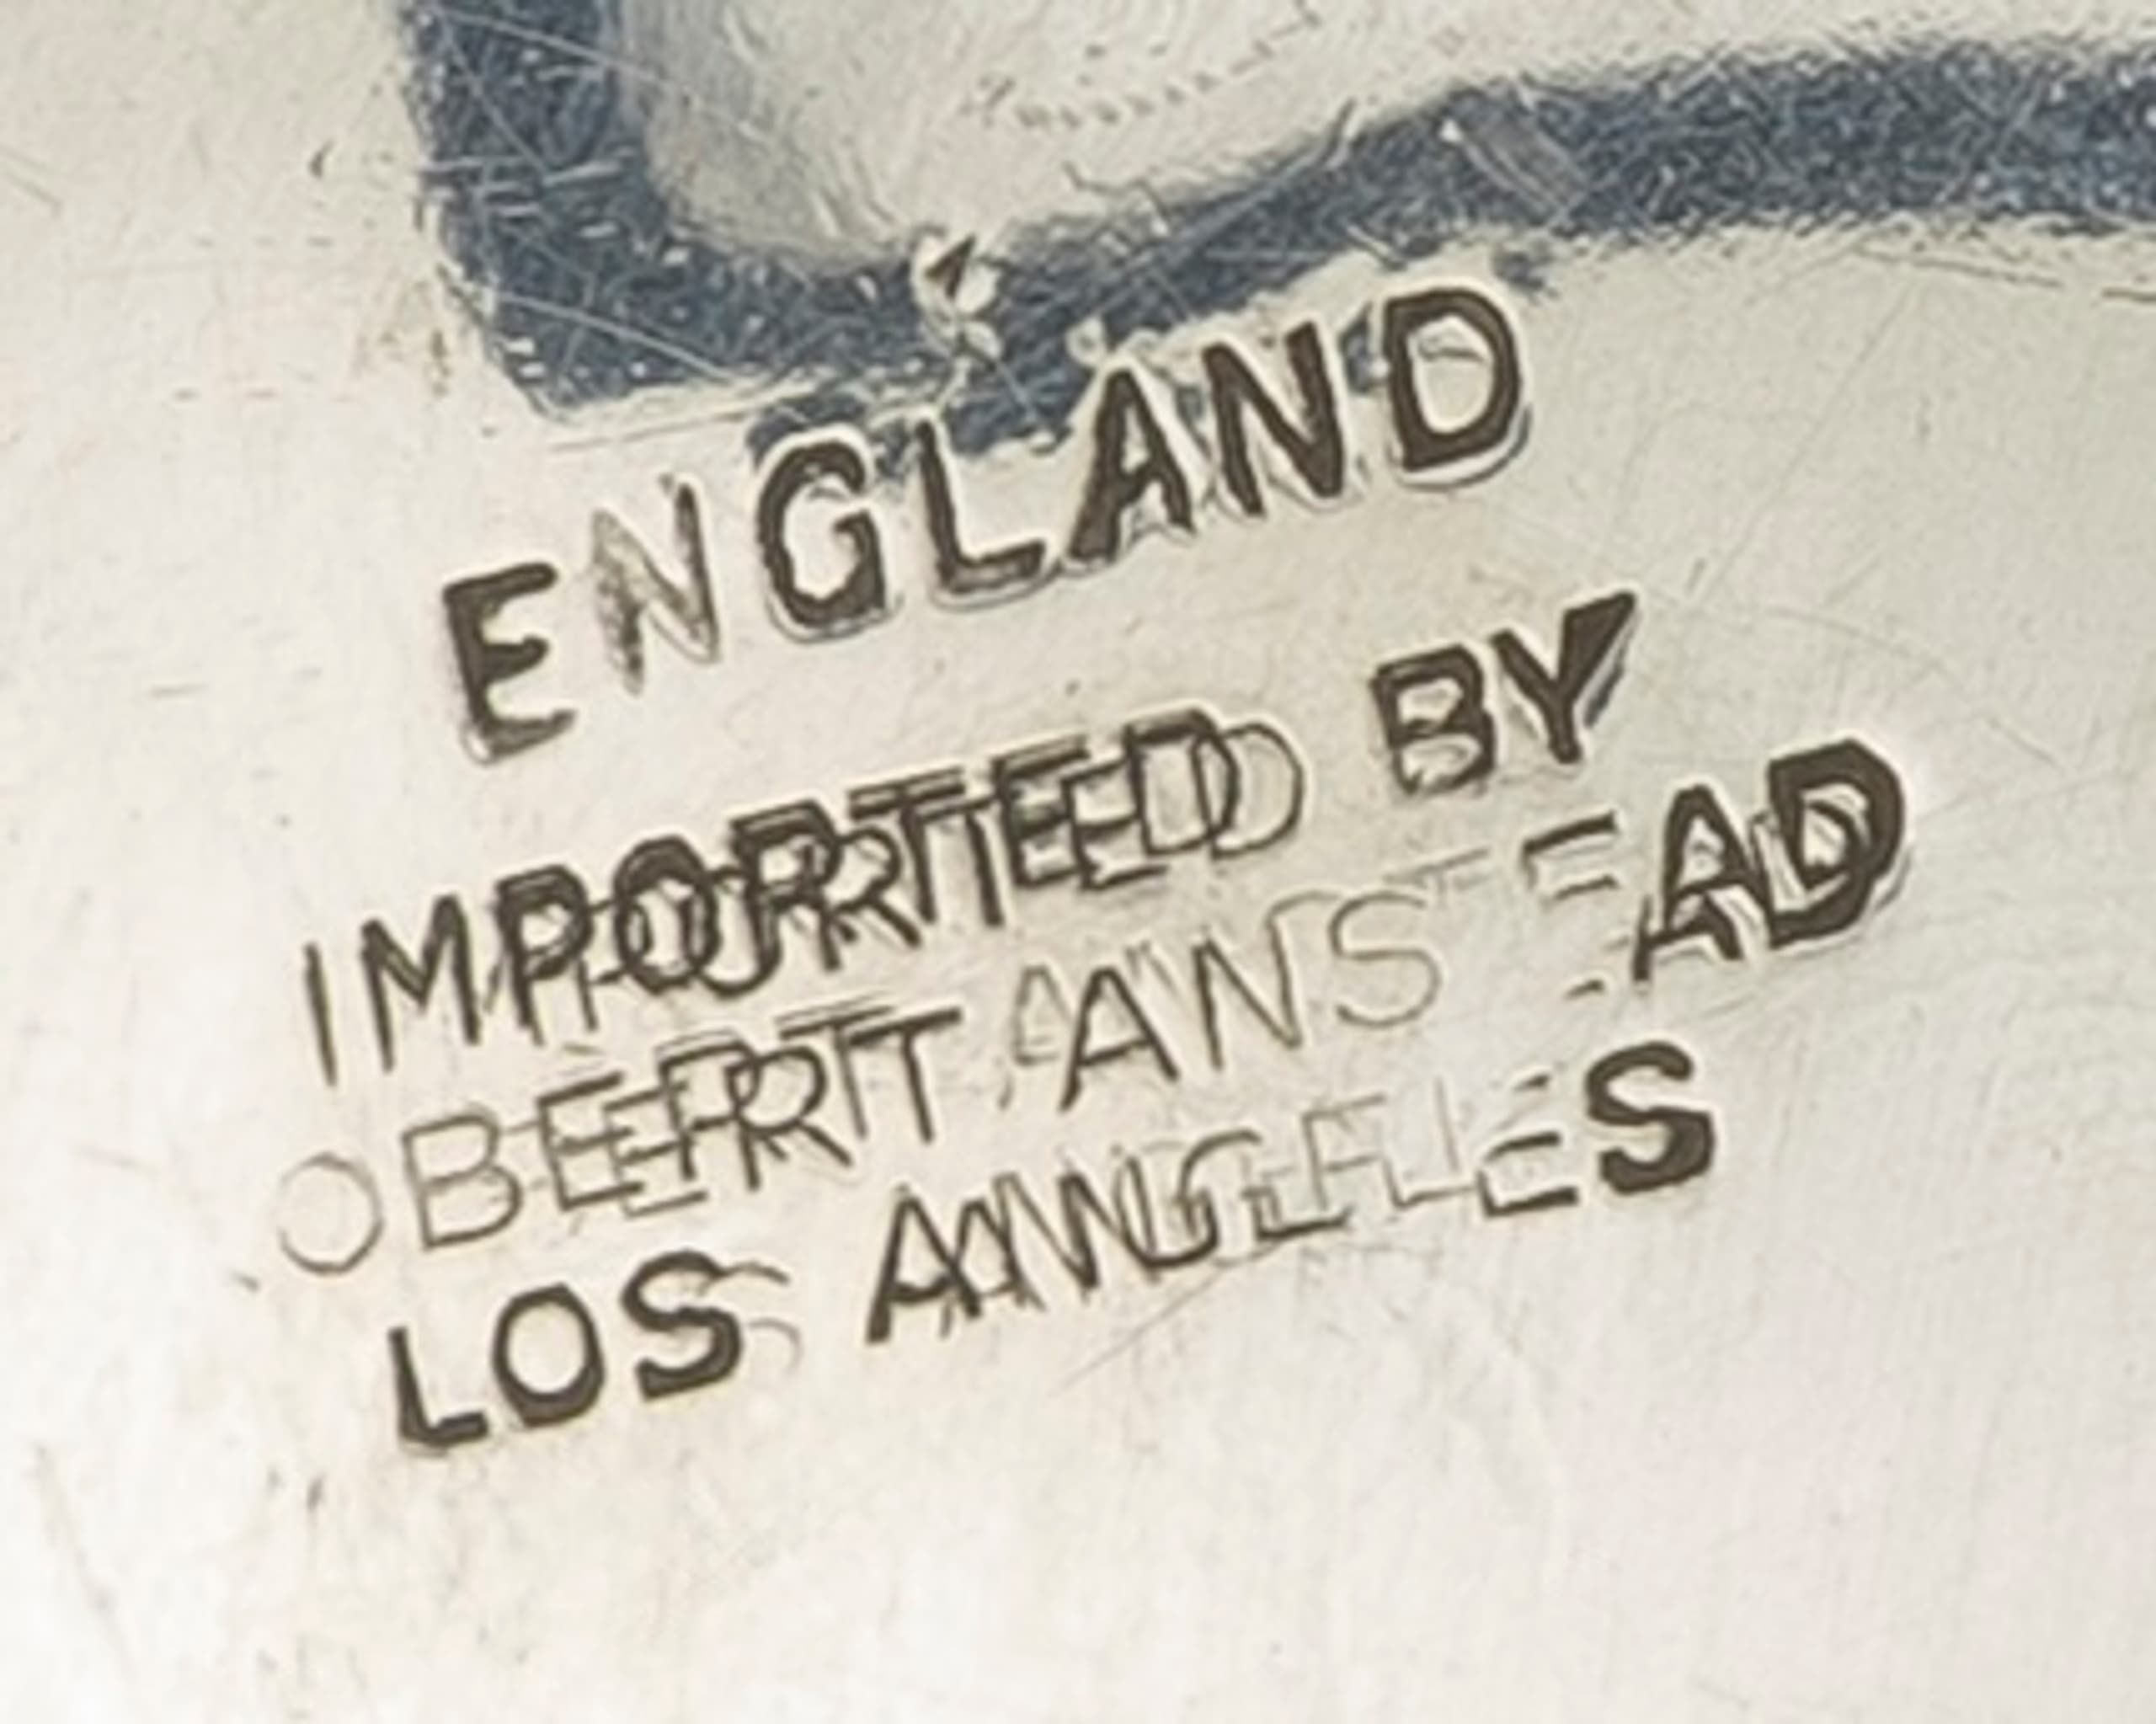 ENGLAND
IMPORTED BY
OBERT ANSTEAD
LOS ANGELES